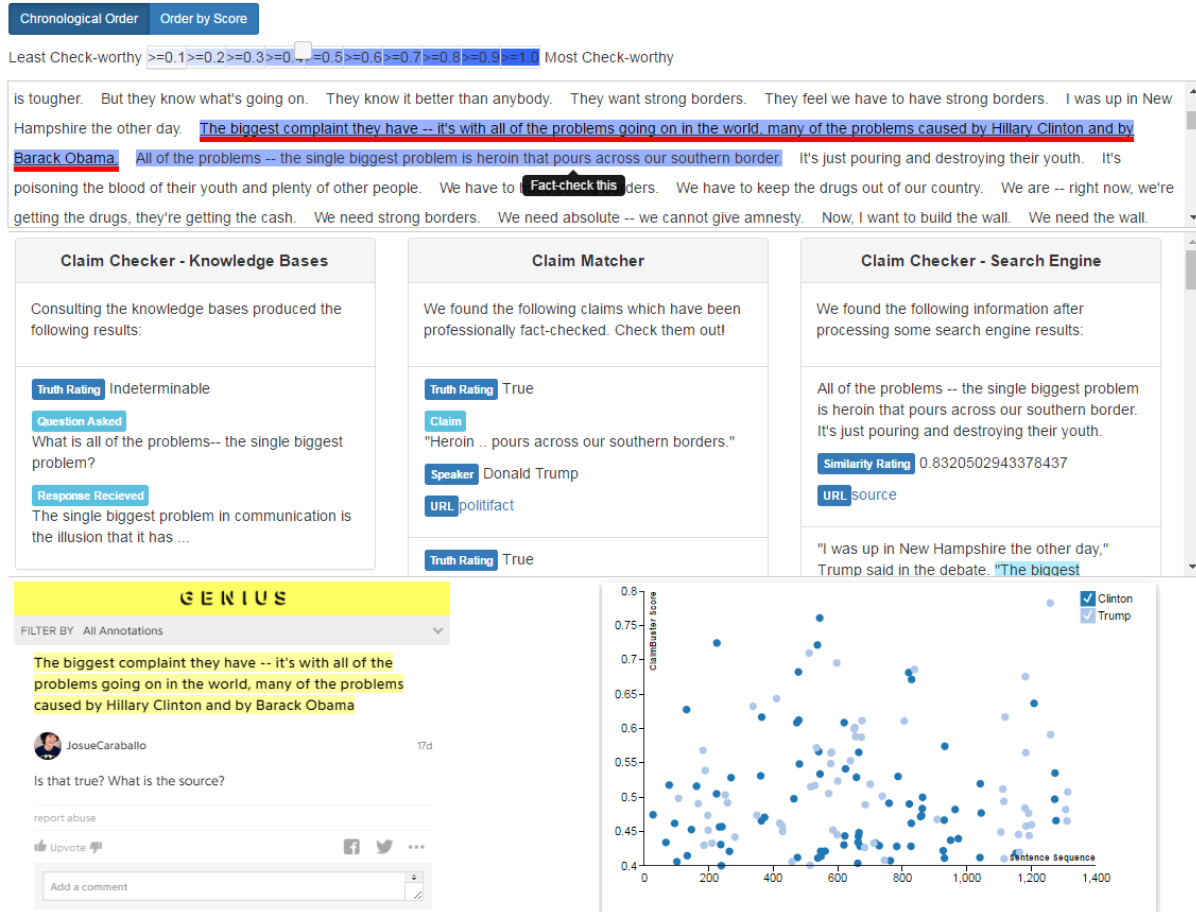 Chronological Order Order by Score
Least Check-worthy >=0.1 >=0.2 >=0.3 >=0.4 >=0.5 >=0.6 >=0.7 >=0.8 >=0.9 >=1.0 Most Check-worthy
is tougher. But they know what's going on. They know it better than anybody. They want strong borders. They feel we have to have strong borders. I was up in New
Hampshire the other day. The biggest complaint they have -- it's with all of the problems going on in the world, many of the problems caused by Hillary Clinton and by
Barack Obama. All of the problems -- the single biggest problem is heroin that pours across our southern border. It's just pouring and destroying their youth. It's
poisoning the blood of their youth and plenty of other people. We have to ders. We have to keep the drugs out of our country. We are -- right now, we're
Fact-check this
getting the drugs, they're getting the cash. We need strong borders. We need absolute -- we cannot give amnesty. Now, I want to build the wall. We need the wall.
Claim Checker - Knowledge Bases
Consulting the knowledge bases produced the
following results:
Truth Rating Indeterminable
Question Asked
What is all of the problems-- the single biggest
problem?
Response Recieved
The single biggest problem in communication is
the illusion that it has ...
Claim Matcher
We found the following claims which have been
professionally fact-checked. Check them out!
Truth Rating True
Claim
"Heroin .. pours across our southern borders."
Speaker Donald Trump
URL politifact
Truth Rating True
Claim Checker - Search Engine
We found the following information after
processing some search engine results:
All of the problems -- the single biggest problem
is heroin that pours across our southern border.
It's just pouring and destroying their youth.
Similarity Rating 0.8320502943378437
URL source
"I was up in New Hampshire the other day,"
Trump said in the debate. "The biggest
GENIUS
FILTER BY All Annotations
The biggest complaint they have -- it's with all of the
problems going on in the world, many of the problems
caused by Hillary Clinton and by Barack Obama
JosueCaraballo 17d
Is that true? What is the source?
report abuse
Upvote
Add a comment
ClaimBuster Score
0.8
0.75
0.7
0.65
0.6
0.55
0.5
0.45
0.4
Clinton
Trump
Sentence Sequence
0 200 400 600 800 1,000 1,200 1,400